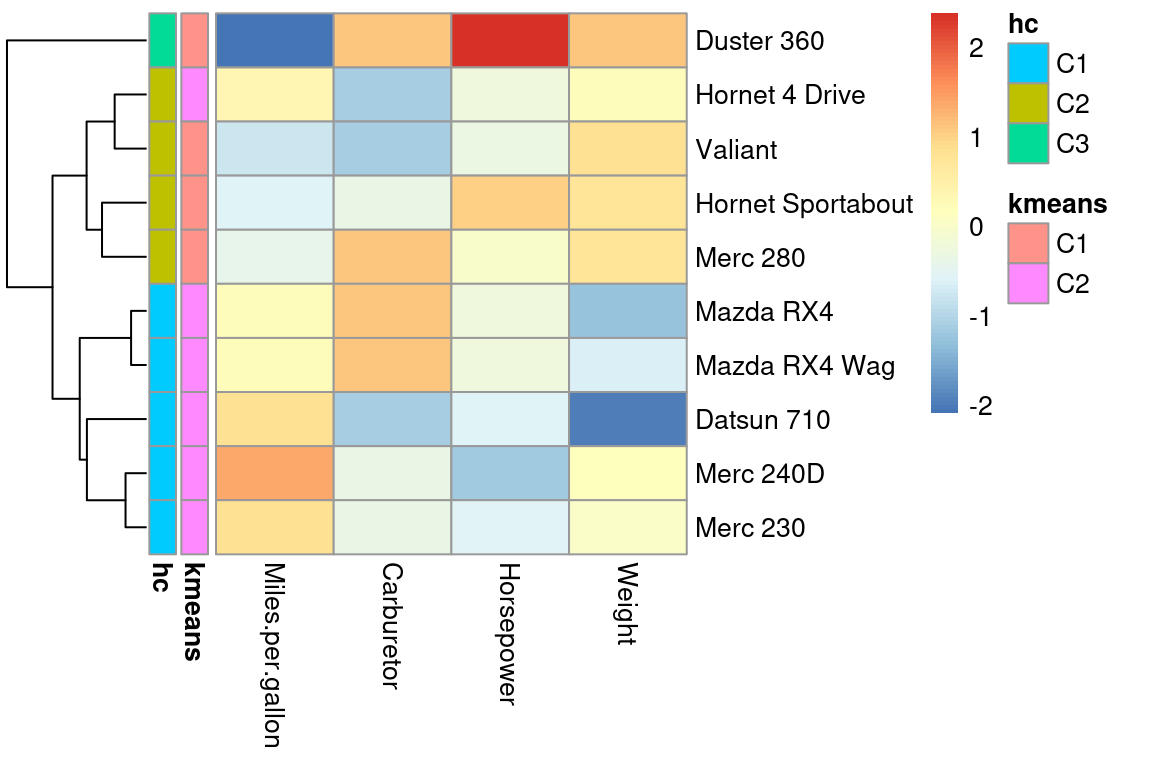 Duster 360
Hornet 4 Drive
Valiant
Hornet Sportabout
Merc 280
Mazda RX4
Mazda RX4 Wag
Datsun 710
Merc 240D
Merc 230
hc
kmeans
Miles.per.gallon
Carburetor
Horsepower
Weight
2
1
0
-1
-2
hc
C1
C2
C3
kmeans
C1
C2